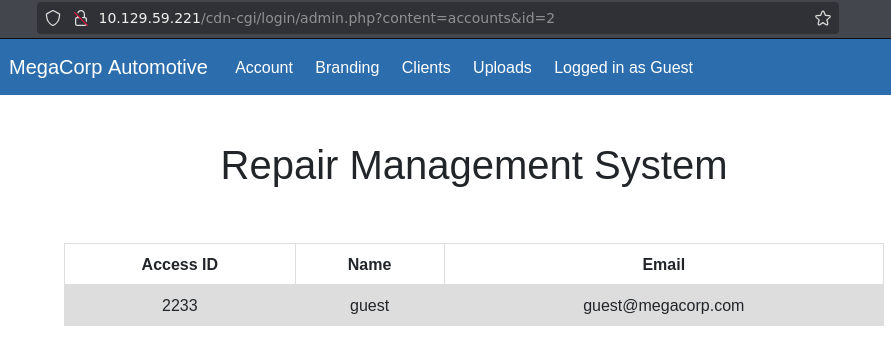 10.129.59.221/cdn-cgi/login/admin.php?content=accounts&id=2
MegaCorp Automotive Account Branding Clients Uploads Logged in as Guest
Repair Management System
Access ID Name Email
2233 guest guest@megacorp.com